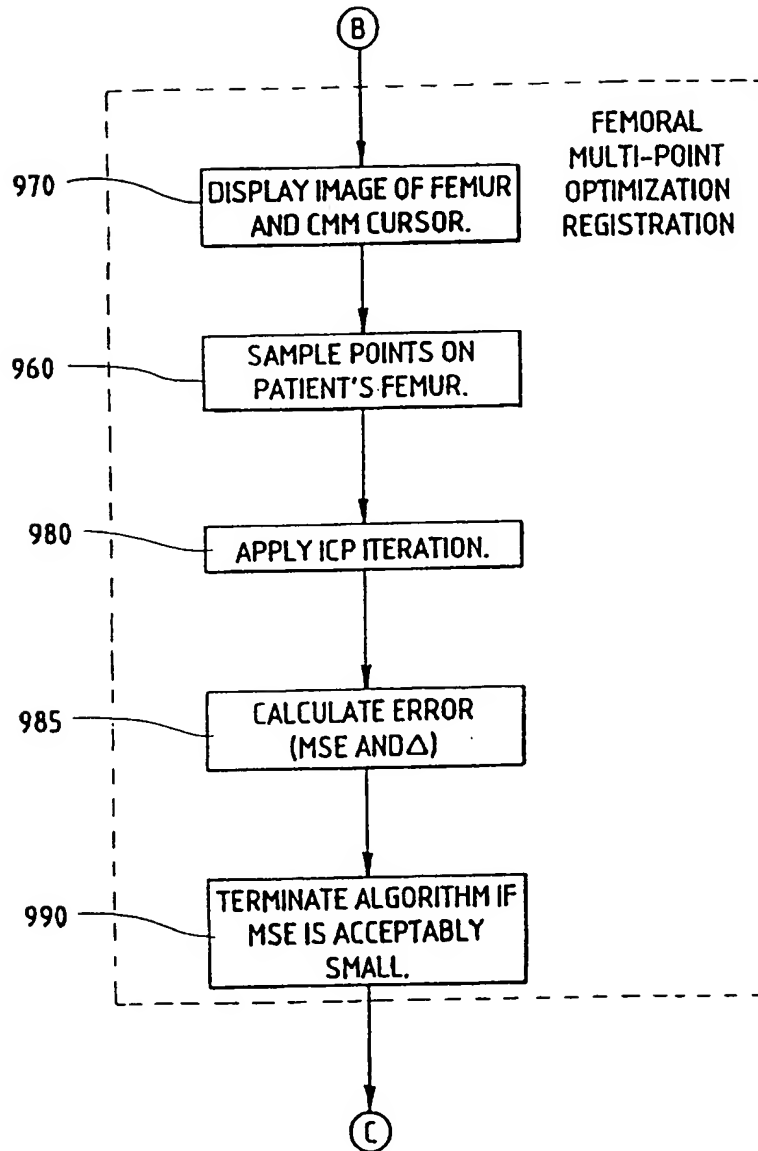 B
FEMORAL
MULTI-POINT
OPTIMIZATION
REGISTRATION
970
DISPLAY IMAGE OF FEMUR
AND CMM CURSOR.
960
SAMPLE POINTS ON
PATIENT'S FEMUR.
980
APPLY ICP ITERATION.
985
CALCULATE ERROR
(MSE AND Δ)
990
TERMINATE ALGORITHM IF
MSE IS ACCEPTABLY
SMALL.
C